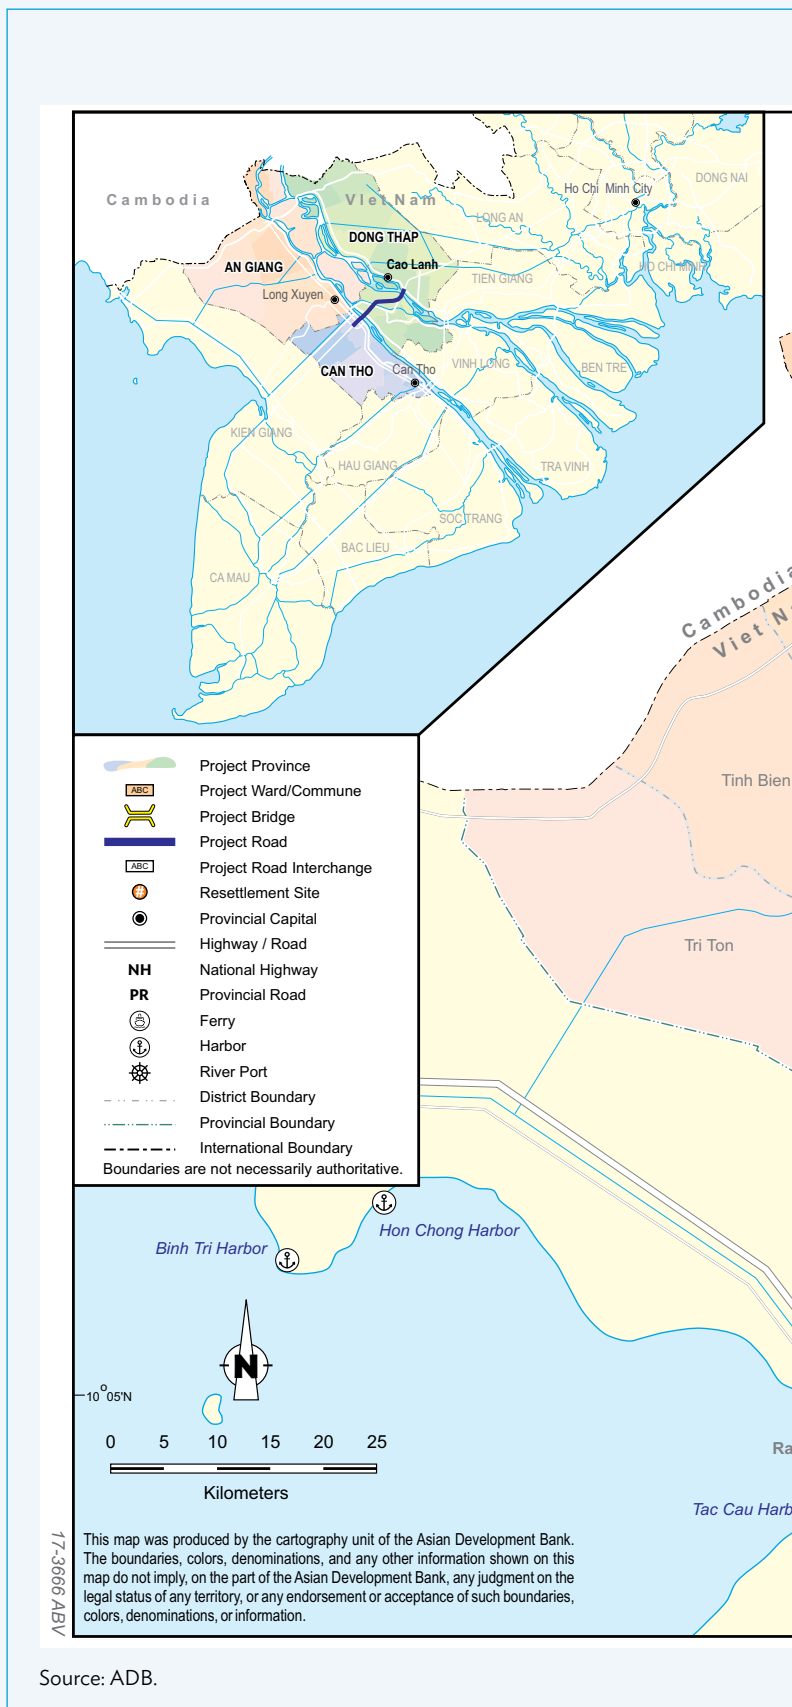 Cambodia
VIet Nam
DONG THAP
AN GIANG
Cao Lanh
Long Xuyen
Ho Chi Minh City
DONG NAI
LONG AN
HO CHI MINH
TIEN GIANG
CAN THO
Can Tho
VINH LONG
BEN TRE
KIEN GIANG
HAU GIANG
TRA VINH
SOC TRANG
BAC LIEU
CA MAU
Cambodia
Viet N
Tinh Bien
Tri Ton
Project Province
ABC Project Ward/Commune
Project Bridge
Project Road
ABC Project Road Interchange
# Resettlement Site
Provincial Capital
Highway / Road
NH National Highway
PR Provincial Road
Ferry
Harbor
River Port
District Boundary
Provincial Boundary
International Boundary
Boundaries are not necessarily authoritative.
Hon Chong Harbor
Binh Tri Harbor
N
10°05'N
0 5 10 15 20 25
Kilometers
Ra
Tac Cau Harb
This map was produced by the cartography unit of the Asian Development Bank.
The boundaries, colors, denominations, and any other information shown on this
map do not imply, on the part of the Asian Development Bank, any judgment on the
legal status of any territory, or any endorsement or acceptance of such boundaries,
colors, denominations, or information.
17-3666 ABV
Source: ADB.